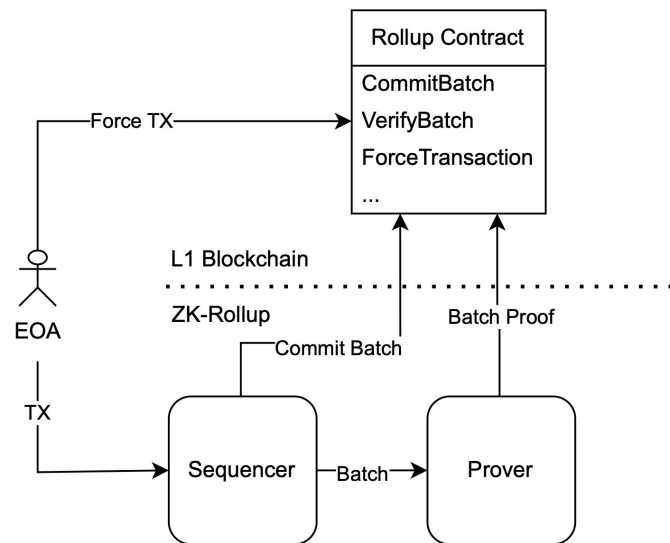 Rollup Contract
CommitBatch
VerifyBatch
ForceTransaction
...
Force TX
L1 Blockchain
ZK-Rollup
EOA
Commit Batch
Batch Proof
TX
Sequencer
Batch
Prover